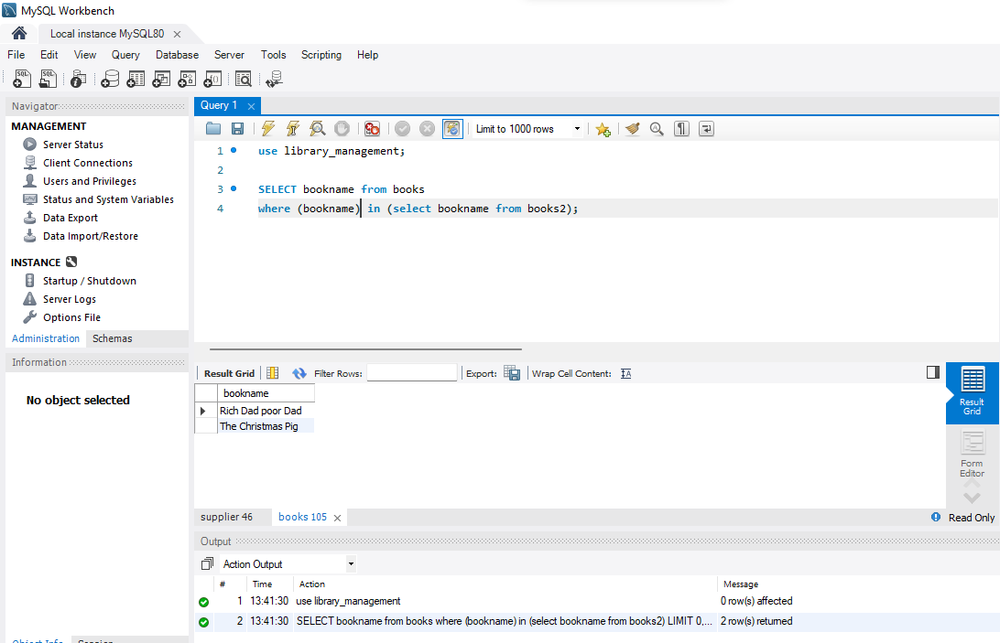 MySQL Workbench
Local instance MySQL80
File Edit View Query Database Server Tools Scripting Help
Navigator
MANAGEMENT
Server Status
Client Connections
Users and Privileges
Status and System Variables
Data Export
Data Import/Restore
INSTANCE
Startup / Shutdown
Server Logs
Options File
Administration Schemas
Information
No object selected
Query 1
Limit to 1000 rows
1 use library_management;
2
3 SELECT bookname from books
4 where (bookname) in (select bookname from books2);
Result Grid Filter Rows: Export: Wrap Cell Content:
bookname
Rich Dad poor Dad
The Christmas Pig
Result
Grid
Form
Editor
supplier 46 books 105
Read Only
Output
Action Output
# Time Action Message
1 13:41:30 use library_management 0 row(s) affected
2 13:41:30 SELECT bookname from books where (bookname) in (select bookname from books2) LIMIT 0,... 2 row(s) returned
Object Info Session